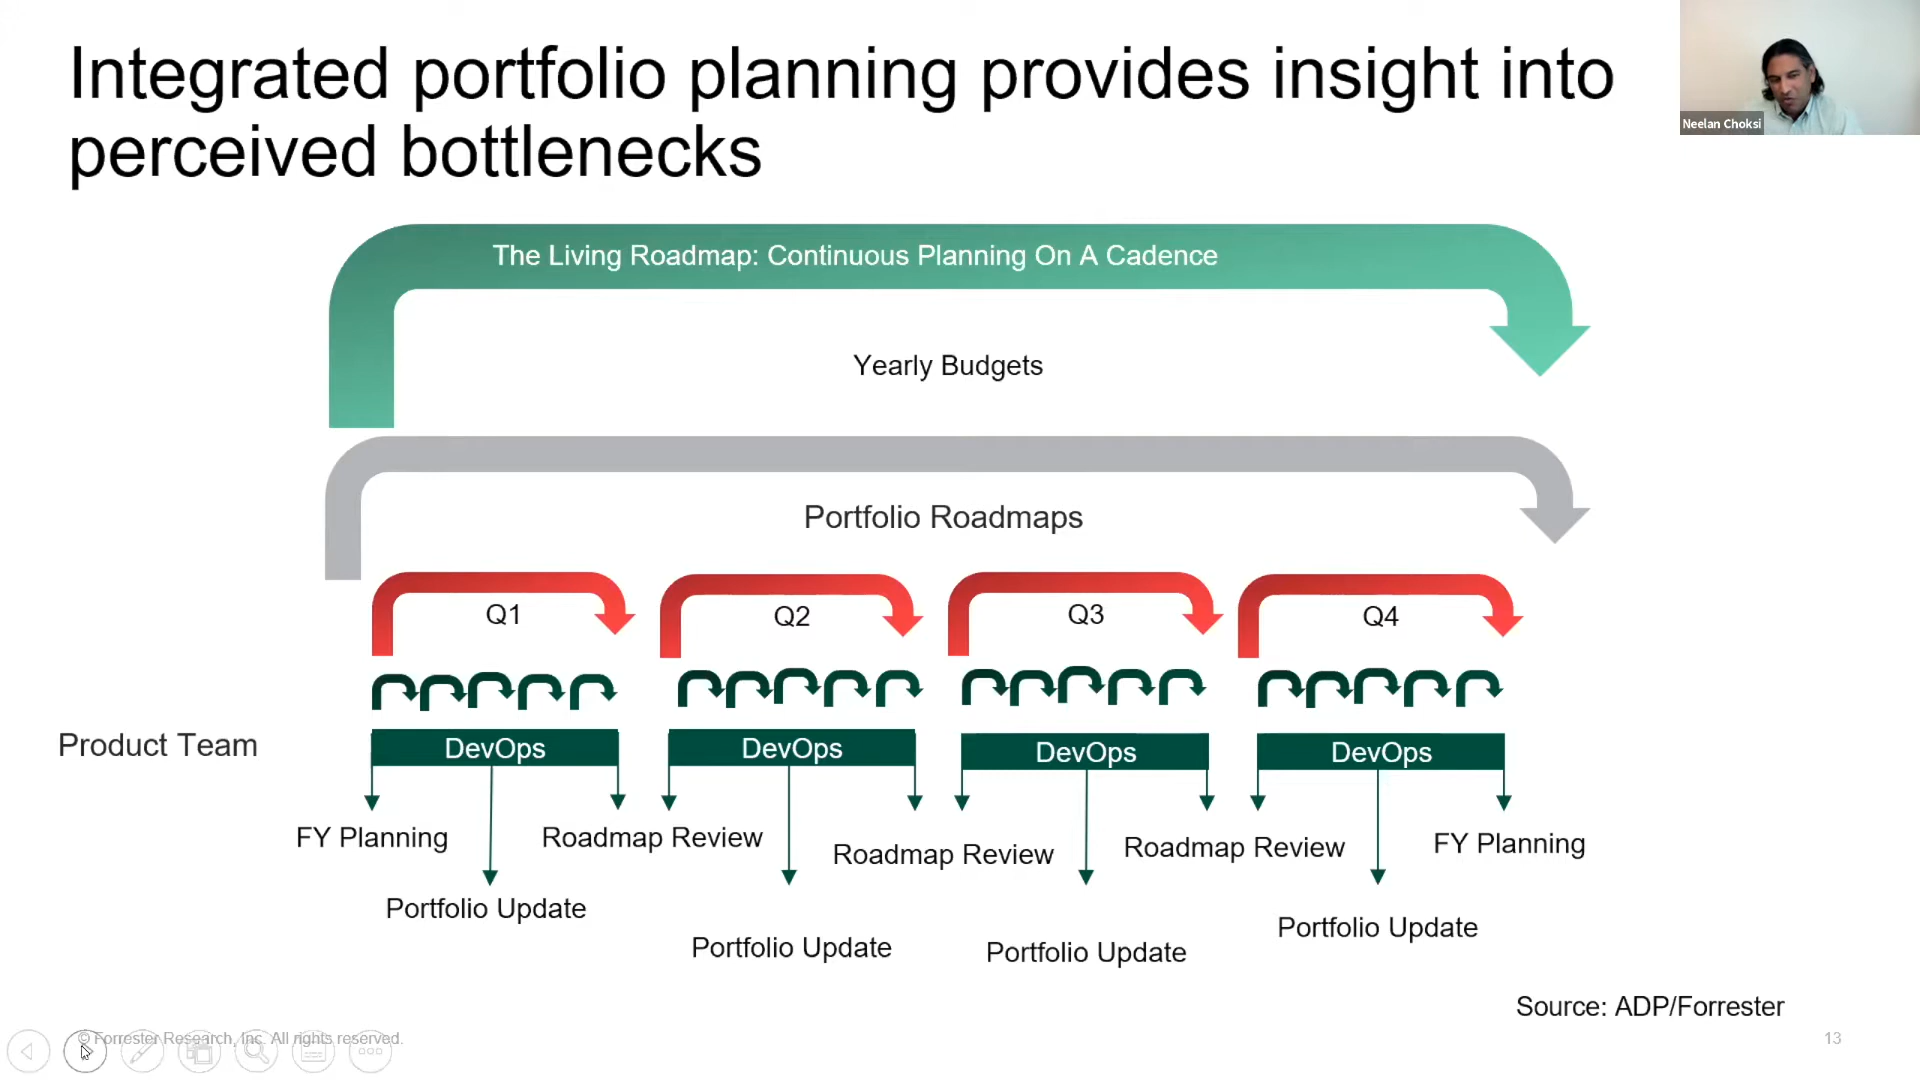 Integrated portfolio planning provides insight into
perceived bottlenecks
Neelan Choksi
The Living Roadmap: Continuous Planning On A Cadence
Yearly Budgets
Portfolio Roadmaps
Q1
Q2
Q3
Q4
Product Team
DevOps
DevOps
DevOps
DevOps
FY Planning
Roadmap Review
Roadmap Review
Roadmap Review
FY Planning
Portfolio Update
Portfolio Update
Portfolio Update
Portfolio Update
Source: ADP/Forrester
© Forrester Research, Inc. All rights reserved.
13